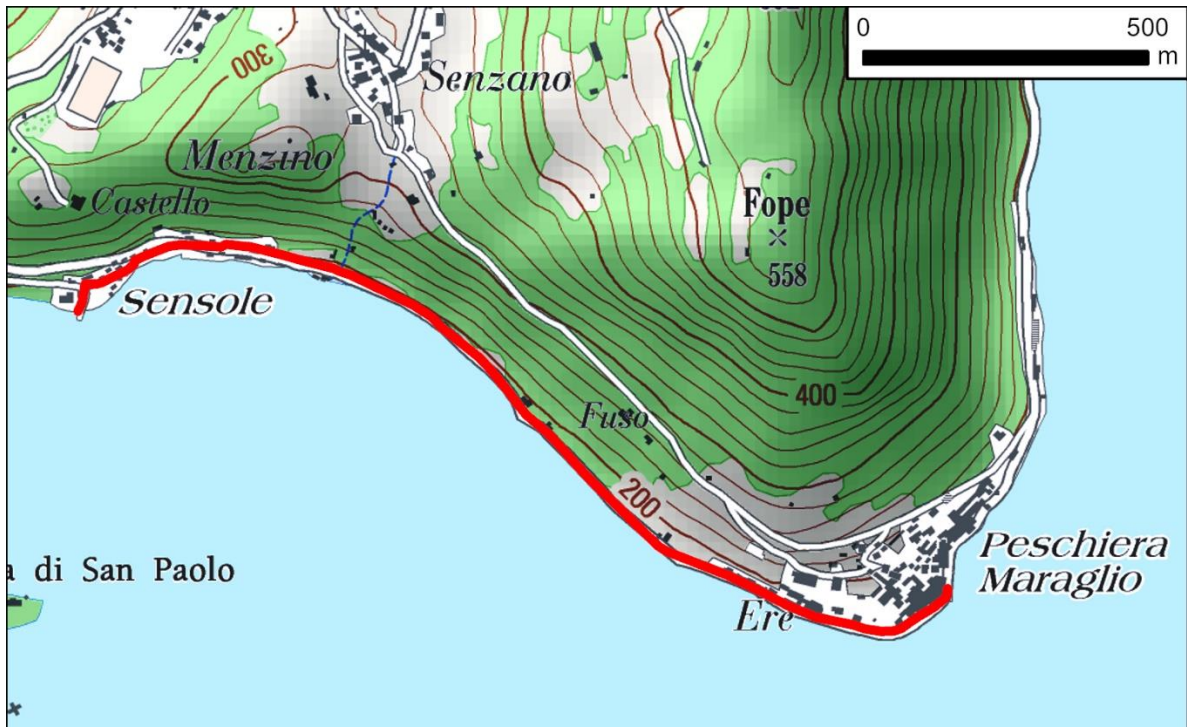 0 500
m
300
Senzano
Menzino
Castello
Fope
558
Sensole
400
Fuso
200
Peschiera
Maraglio
a di San Paolo
Ere